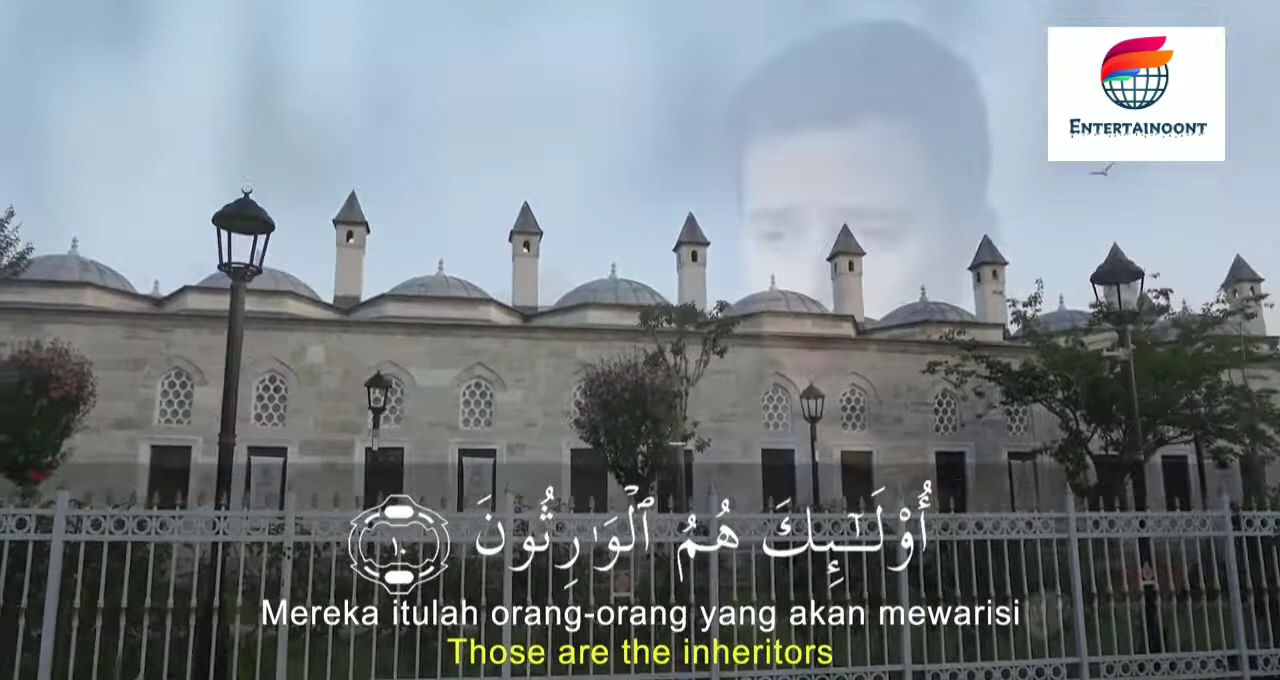 ENTERTAINOONT
أُو۟لَـٰٓئِكَ هُمُ ٱلْوَٰرِثُونَ ١٠
Mereka itulah orang-orang yang akan mewarisi
Those are the inheritors